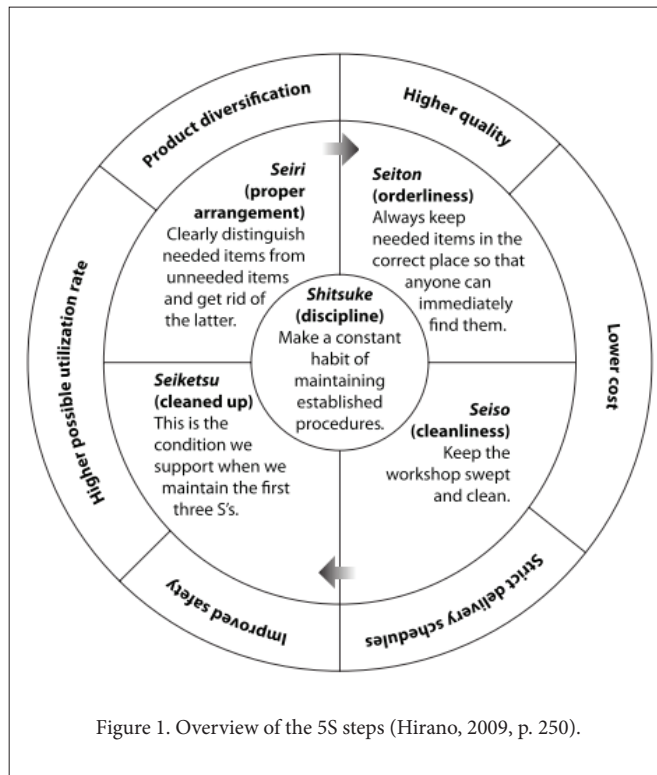 Product diversification
Higher quality
Lower cost
Strict delivery schedules
Improved safety
Higher possible utilization rate
Seiri
(proper
arrangement)
Clearly distinguish
needed items from
unneeded items
and get rid of
the latter.
Seiton
(orderliness)
Always keep
needed items in the
correct place so that
anyone can
immediately
find them.
Shitsuke
(discipline)
Make a constant
habit of
maintaining
established
procedures.
Seiketsu
(cleaned up)
This is the
condition we
support when we
maintain the first
three S's.
Seiso
(cleanliness)
Keep the
workshop swept
and clean.
Figure 1. Overview of the 5S steps (Hirano, 2009, p. 250).